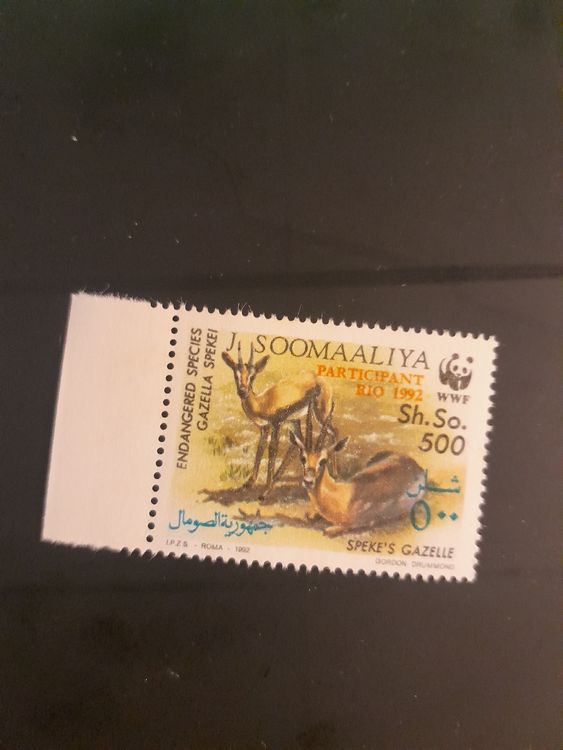 ENDANGERED SPECIES
GAZELLA SPEKEI
J. SOOMAALIYA
PARTICIPANT
RIO 1992
WWF
Sh.So.
500
شلن
٥٠٠
جمهورية الصومال
SPEKE'S GAZELLE
I.P.Z.S. - ROMA - 1992
GORDON DRUMMOND